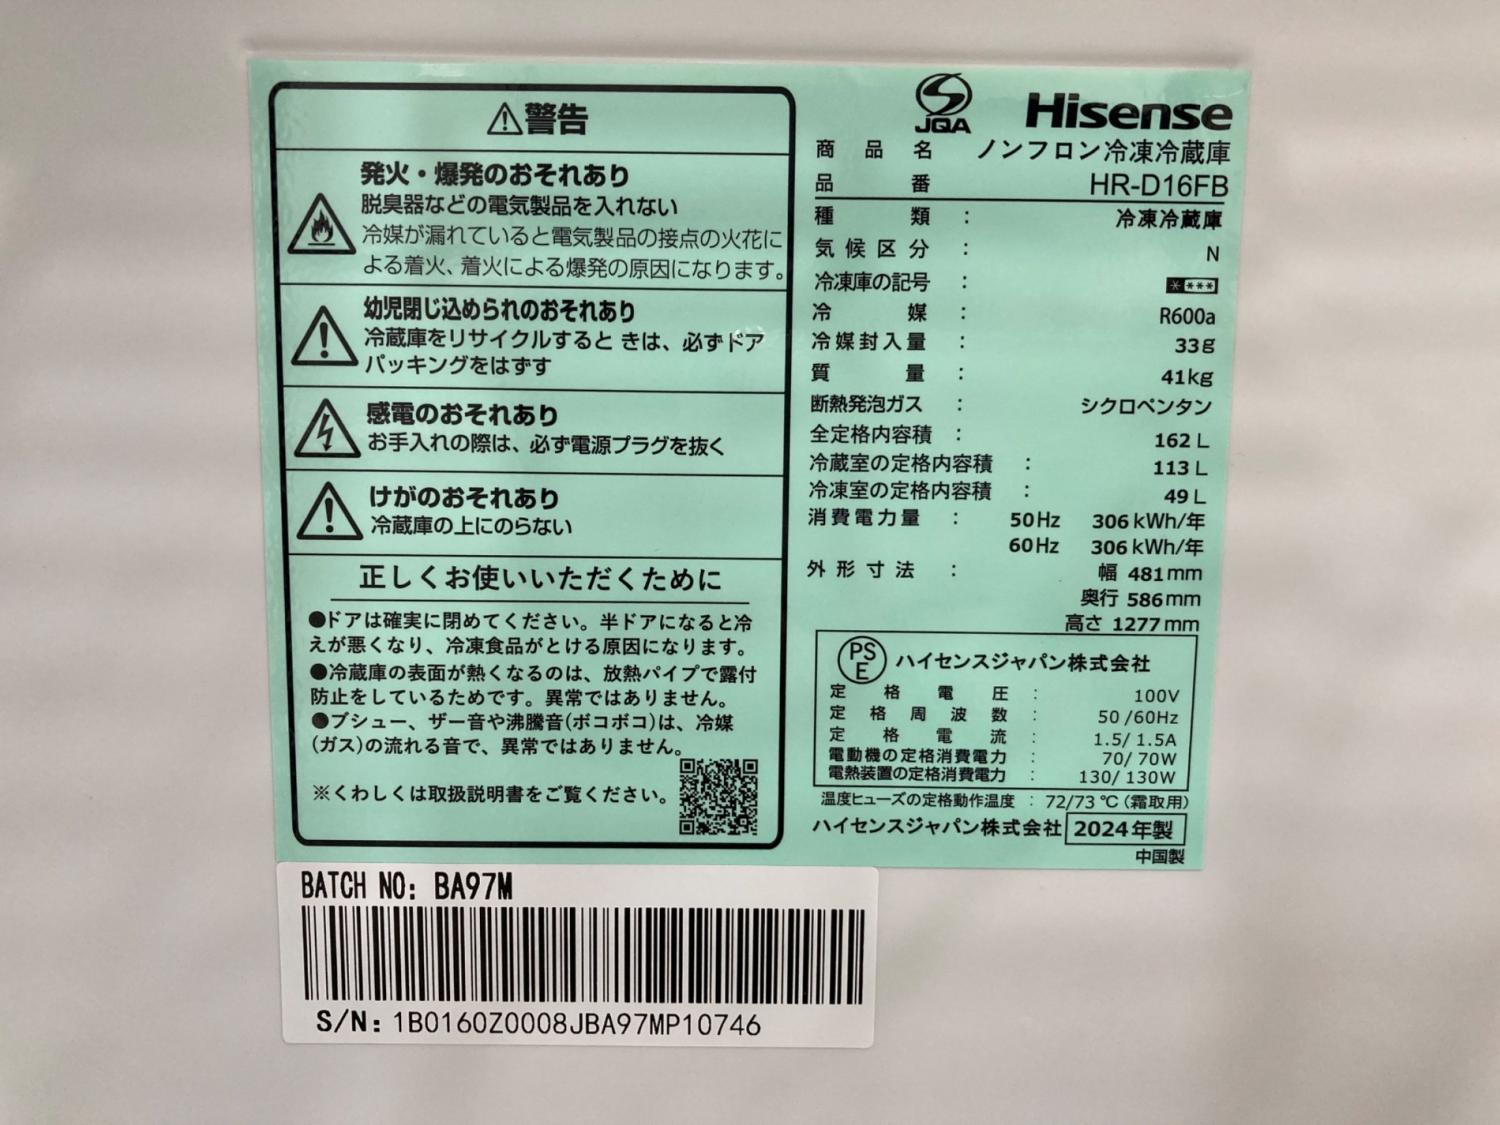 ⚠警告
発火・爆発のおそれあり
脱臭器などの電気製品を入れない
冷媒が漏れていると電気製品の接点の火花に
よる着火、着火による爆発の原因になります。
幼児閉じ込められのおそれあり
冷蔵庫をリサイクルするときは、必ずドア
パッキングをはずす
感電のおそれあり
お手入れの際は、必ず電源プラグを抜く
けがのおそれあり
冷蔵庫の上にのらない
正しくお使いいただくために
●ドアは確実に閉めてください。半ドアになると冷
えが悪くなり、冷凍食品がとける原因になります。
●冷蔵庫の表面が熱くなるのは、放熱パイプで露付
防止をしているためです。異常ではありません。
●ブシュー、ザー音や沸騰音(ボコボコ)は、冷媒
(ガス)の流れる音で、異常ではありません。
※くわしくは取扱説明書をご覧ください。
JQA Hisense
商品名 ノンフロン冷凍冷蔵庫
品番 HR-D16FB
種類 : 冷凍冷蔵庫
気候区分 : N
冷凍庫の記号 : ****
冷媒 : R600a
冷媒封入量 : 33g
質量 : 41kg
断熱発泡ガス : シクロペンタン
全定格内容積 : 162 L
冷蔵室の定格内容積 : 113 L
冷凍室の定格内容積 : 49 L
消費電力量 : 50Hz 306 kWh/年
60Hz 306 kWh/年
外形寸法 : 幅 481mm
奥行 586mm
高さ 1277mm
PSE ハイセンスジャパン株式会社
定格電圧 : 100V
定格周波数 : 50/60Hz
定格電流 : 1.5/1.5A
電動機の定格消費電力 : 70/70W
電熱装置の定格消費電力 : 130/130W
温度ヒューズの定格動作温度 : 72/73℃(霜取用)
ハイセンスジャパン株式会社 2024年製
中国製
BATCH NO: BA97M
S/N: 1B0160Z0008JBA97MP10746